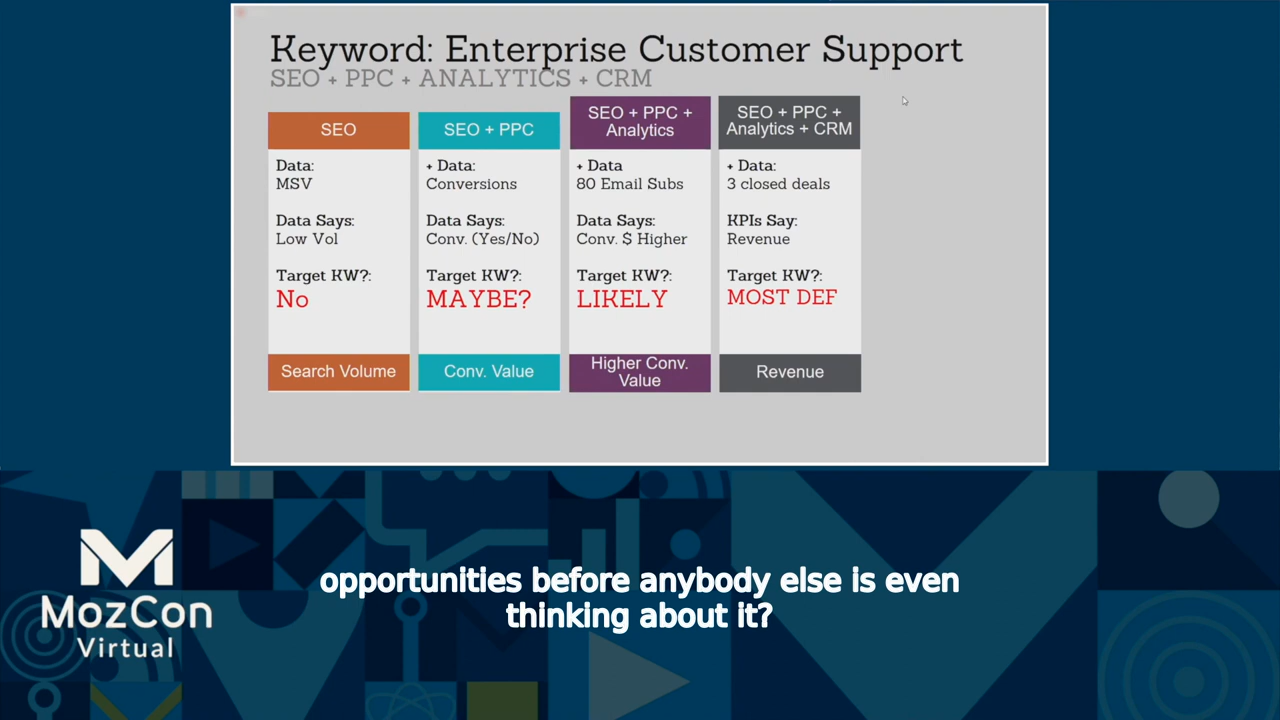 Keyword: Enterprise Customer Support
SEO + PPC + ANALYTICS + CRM
SEO
Data:
MSV
Data Says:
Low Vol
Target KW?:
No
Search Volume
SEO + PPC
+ Data:
Conversions
Data Says:
Conv. (Yes/No)
Target KW?:
MAYBE?
Conv. Value
SEO + PPC +
Analytics
+ Data
80 Email Subs
Data Says:
Conv. $ Higher
Target KW?:
LIKELY
Higher Conv.
Value
SEO + PPC +
Analytics + CRM
+ Data:
3 closed deals
KPIs Say:
Revenue
Target KW?:
MOST DEF
Revenue
MozCon
Virtual
opportunities before anybody else is even
thinking about it?